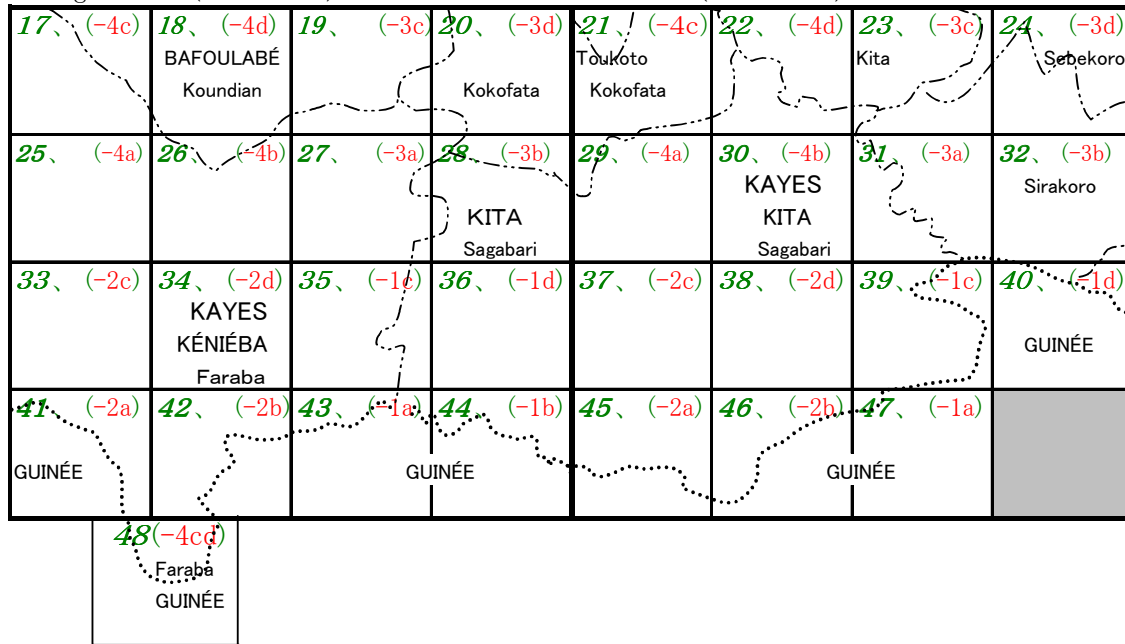 17、 (-4c) 18、 (-4d) 19、 (-3c) 20、 (-3d) 21、 (-4c) 22、 (-4d) 23、 (-3c) 24、 (-3d)
BAFOULABÉ Toukoto Kita Sebekoro
Koundian Kokofata Kokofata
25、 (-4a) 26、 (-4b) 27、 (-3a) 28、 (-3b) 29、 (-4a) 30、 (-4b) 31、 (-3a) 32、 (-3b)
KAYES Sirakoro
KITA KITA
Sagabari Sagabari
33、 (-2c) 34、 (-2d) 35、 (-1c) 36、 (-1d) 37、 (-2c) 38、 (-2d) 39、 (-1c) 40、 (-1d)
KAYES
KÉNIÉBA GUINÉE
Faraba
41、 (-2a) 42、 (-2b) 43、 (-1a) 44、 (-1b) 45、 (-2a) 46、 (-2b) 47、 (-1a)
GUINÉE GUINÉE GUINÉE
48(-4cd)
Faraba
GUINÉE